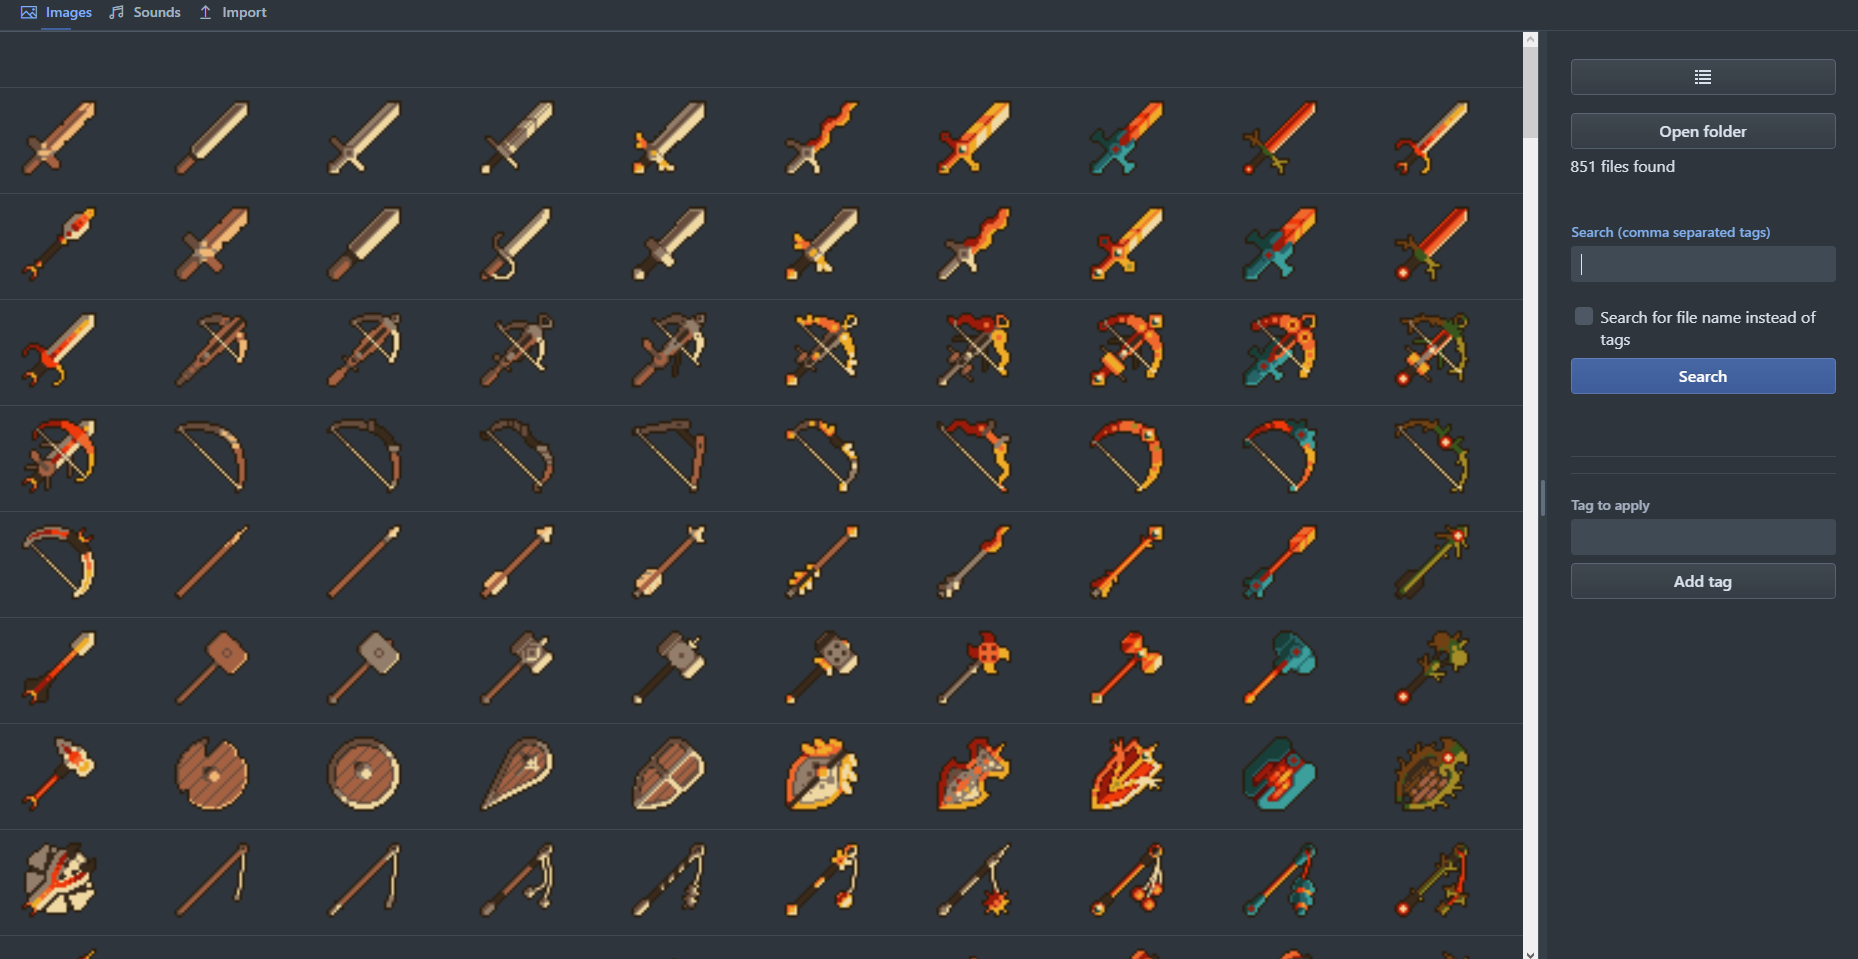 Images Sounds Import
Open folder
851 files found
Search (comma separated tags)
Search for file name instead of
tags
Search
Tag to apply
Add tag